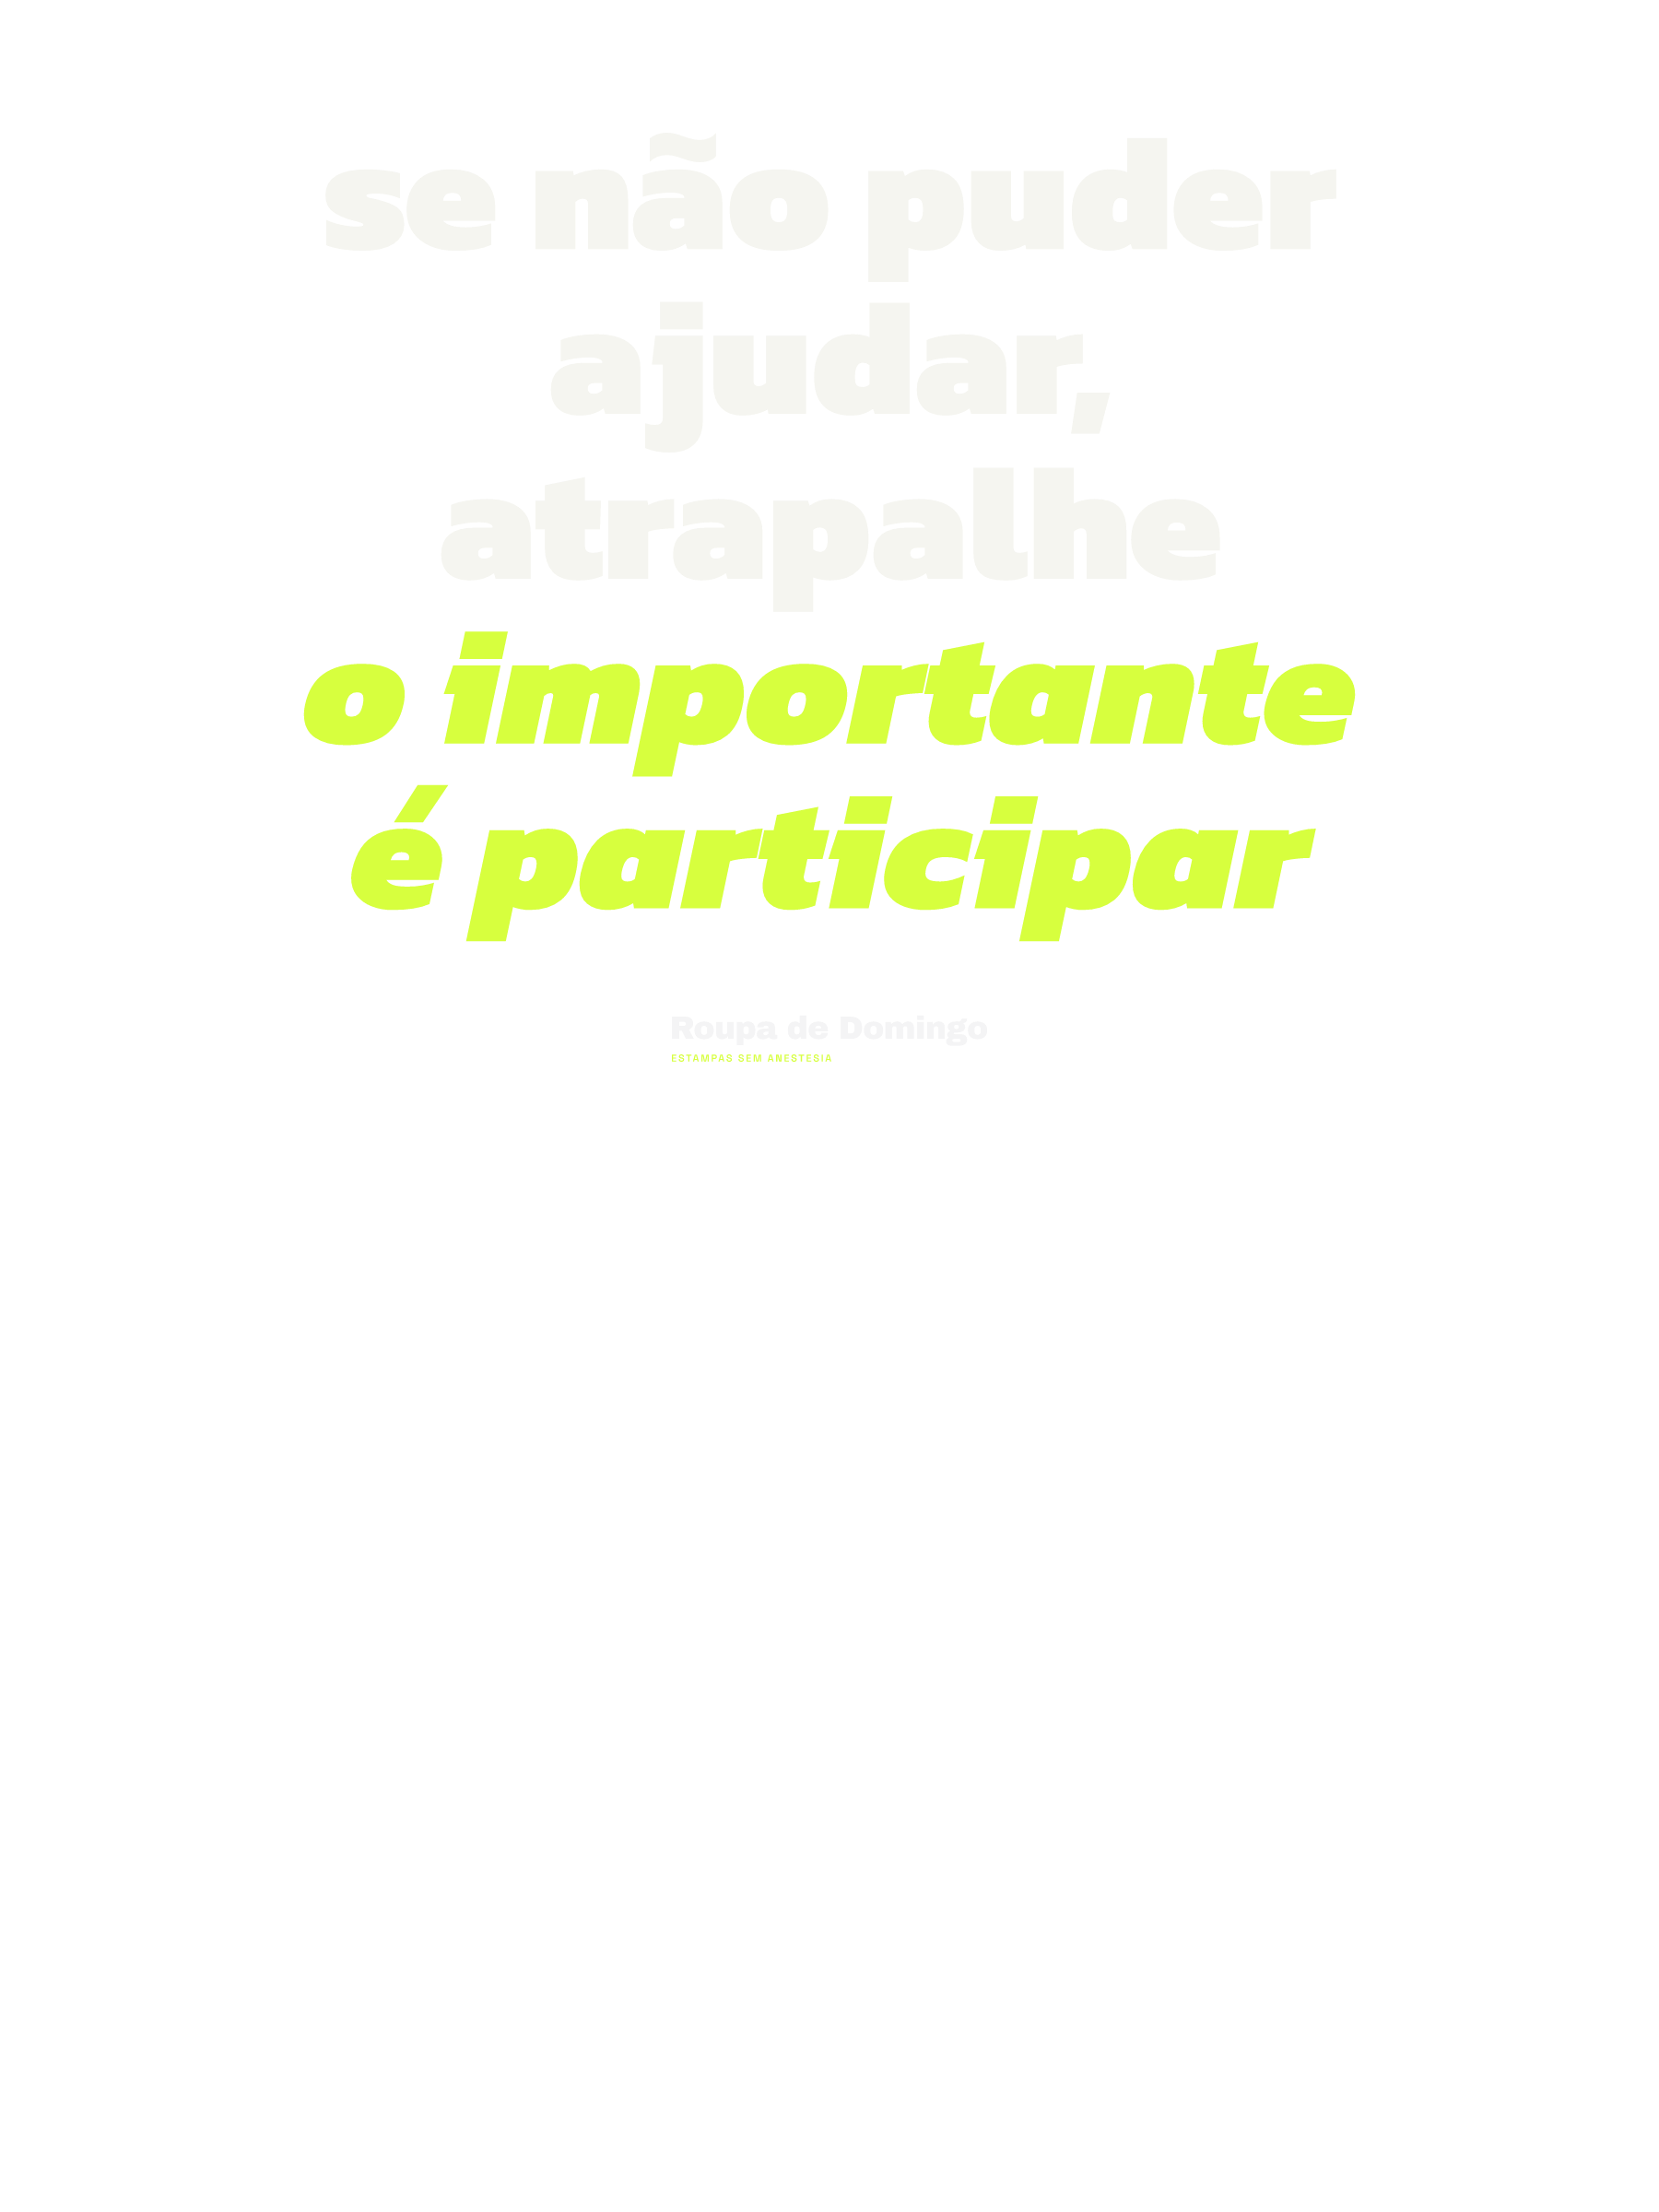 se não puder
ajudar,
atrapalhe
o importante
é participar
Roupa de Domingo
ESTAMPAS SEM ANESTESIA